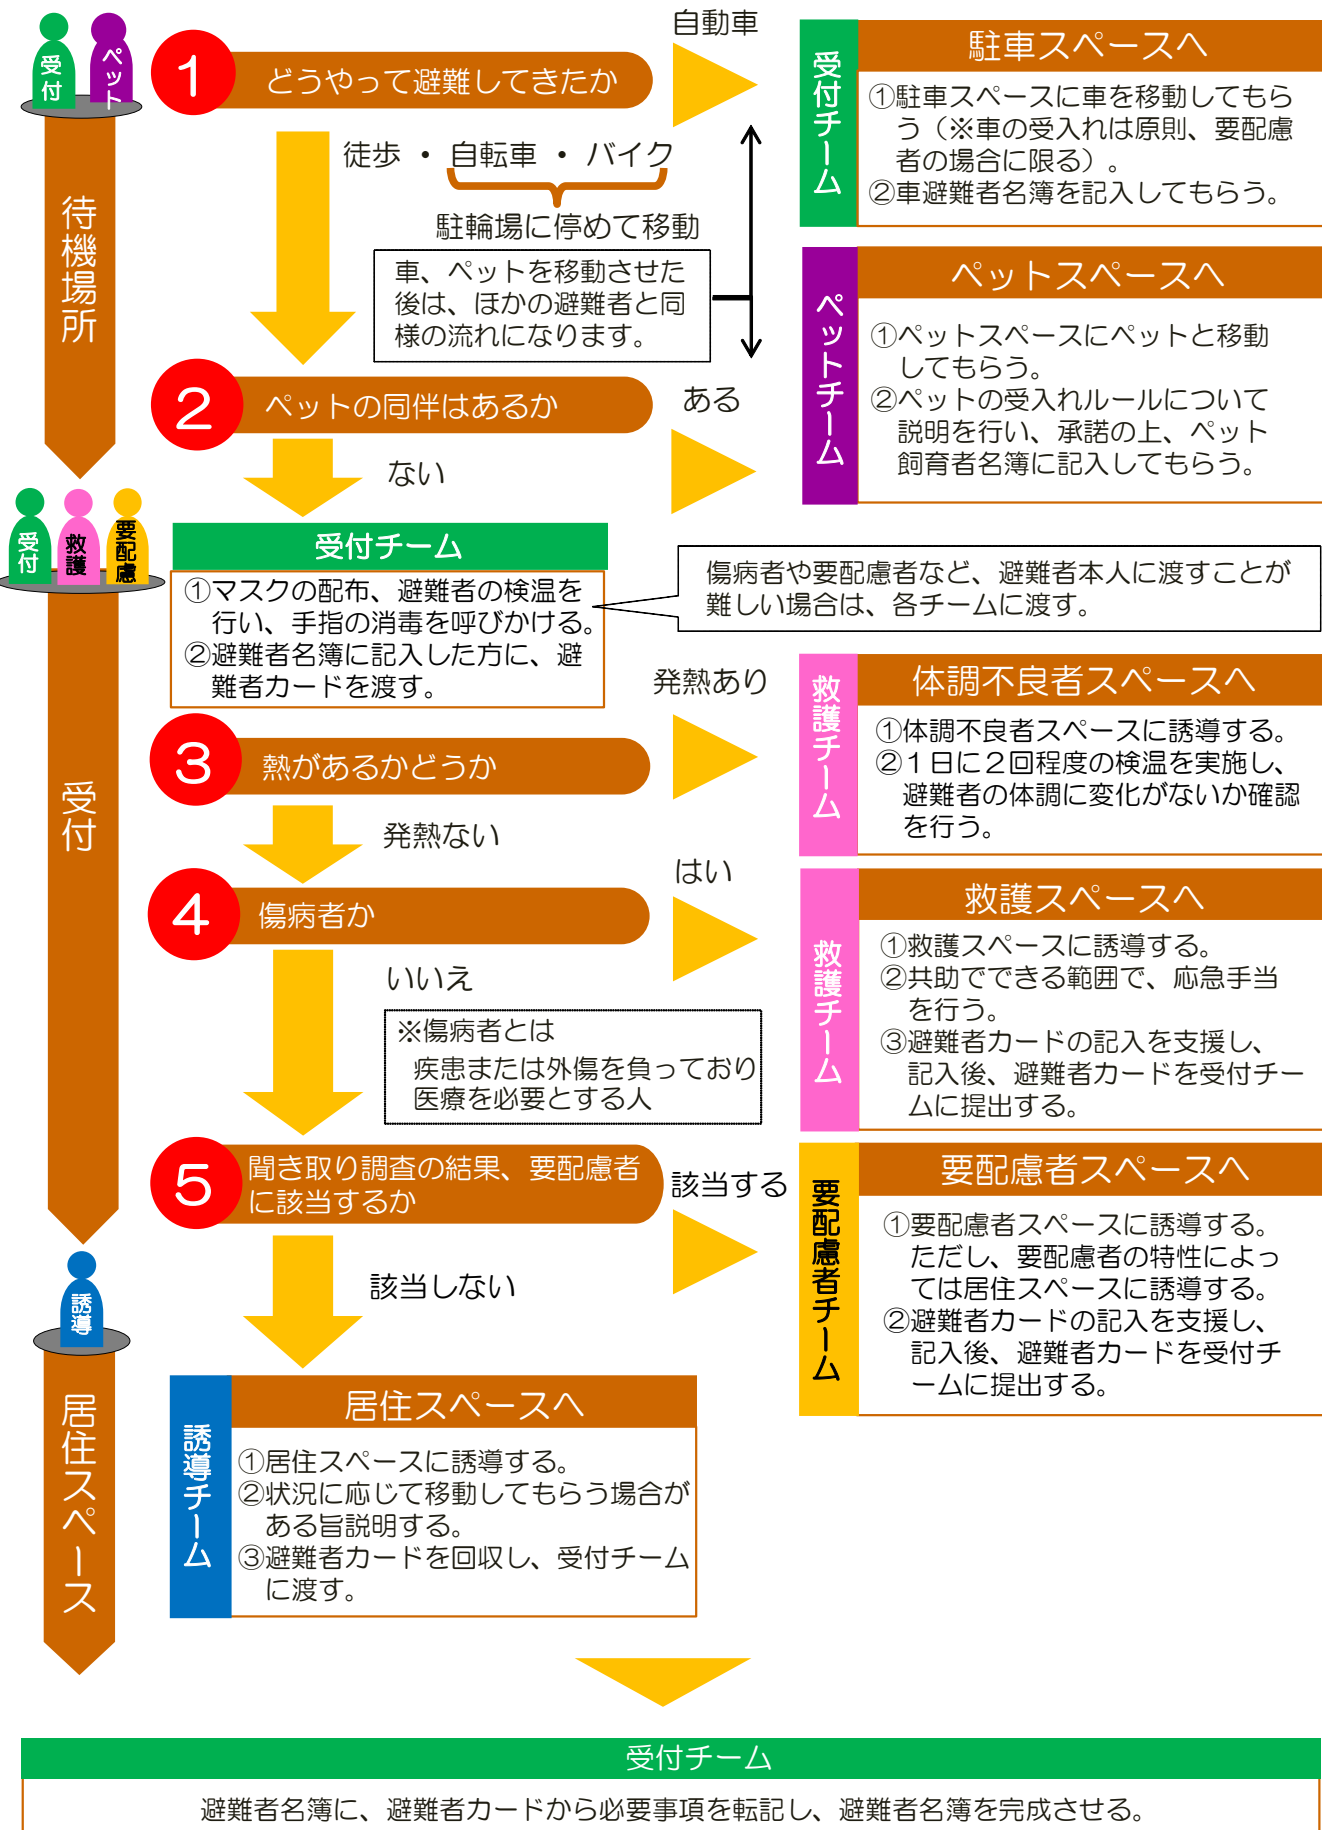 受付
ペット
待機場所
1
どうやって避難してきたか
自動車
徒歩 ・ 自転車 ・ バイク
駐輪場に停めて移動
車、ペットを移動させた
後は、ほかの避難者と同
様の流れになります。
受付チーム
駐車スペースへ
①駐車スペースに車を移動してもら
う（※車の受入れは原則、要配慮
者の場合に限る）。
②車避難者名簿を記入してもらう。
2
ペットの同伴はあるか
ある
ない
ペットチーム
ペットスペースへ
①ペットスペースにペットと移動
してもらう。
②ペットの受入れルールについて
説明を行い、承諾の上、ペット
飼育者名簿に記入してもらう。
受付
救護
要配慮
受付
受付チーム
①マスクの配布、避難者の検温を
行い、手指の消毒を呼びかける。
②避難者名簿に記入した方に、避
難者カードを渡す。
傷病者や要配慮者など、避難者本人に渡すことが
難しい場合は、各チームに渡す。
3
熱があるかどうか
発熱あり
発熱ない
救護チーム
体調不良者スペースへ
①体調不良者スペースに誘導する。
②１日に２回程度の検温を実施し、
避難者の体調に変化がないか確認
を行う。
4
傷病者か
はい
いいえ
※傷病者とは
疾患または外傷を負っており
医療を必要とする人
救護チーム
救護スペースへ
①救護スペースに誘導する。
②共助でできる範囲で、応急手当
を行う。
③避難者カードの記入を支援し、
記入後、避難者カードを受付チー
ムに提出する。
5
聞き取り調査の結果、要配慮者
に該当するか
該当する
該当しない
要配慮者チーム
要配慮者スペースへ
①要配慮者スペースに誘導する。
ただし、要配慮者の特性によっ
ては居住スペースに誘導する。
②避難者カードの記入を支援し、
記入後、避難者カードを受付チ
ームに提出する。
誘導
居住スペース
誘導チーム
居住スペースへ
①居住スペースに誘導する。
②状況に応じて移動してもらう場合が
ある旨説明する。
③避難者カードを回収し、受付チーム
に渡す。
受付チーム
避難者名簿に、避難者カードから必要事項を転記し、避難者名簿を完成させる。